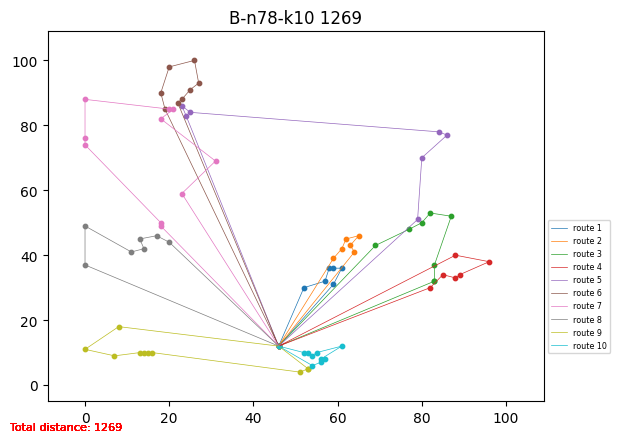 B-n78-k10 1269
100
80
60
40
20
0
0 20 40 60 80 100
route 1
route 2
route 3
route 4
route 5
route 6
route 7
route 8
route 9
route 10
Total distance: 1269